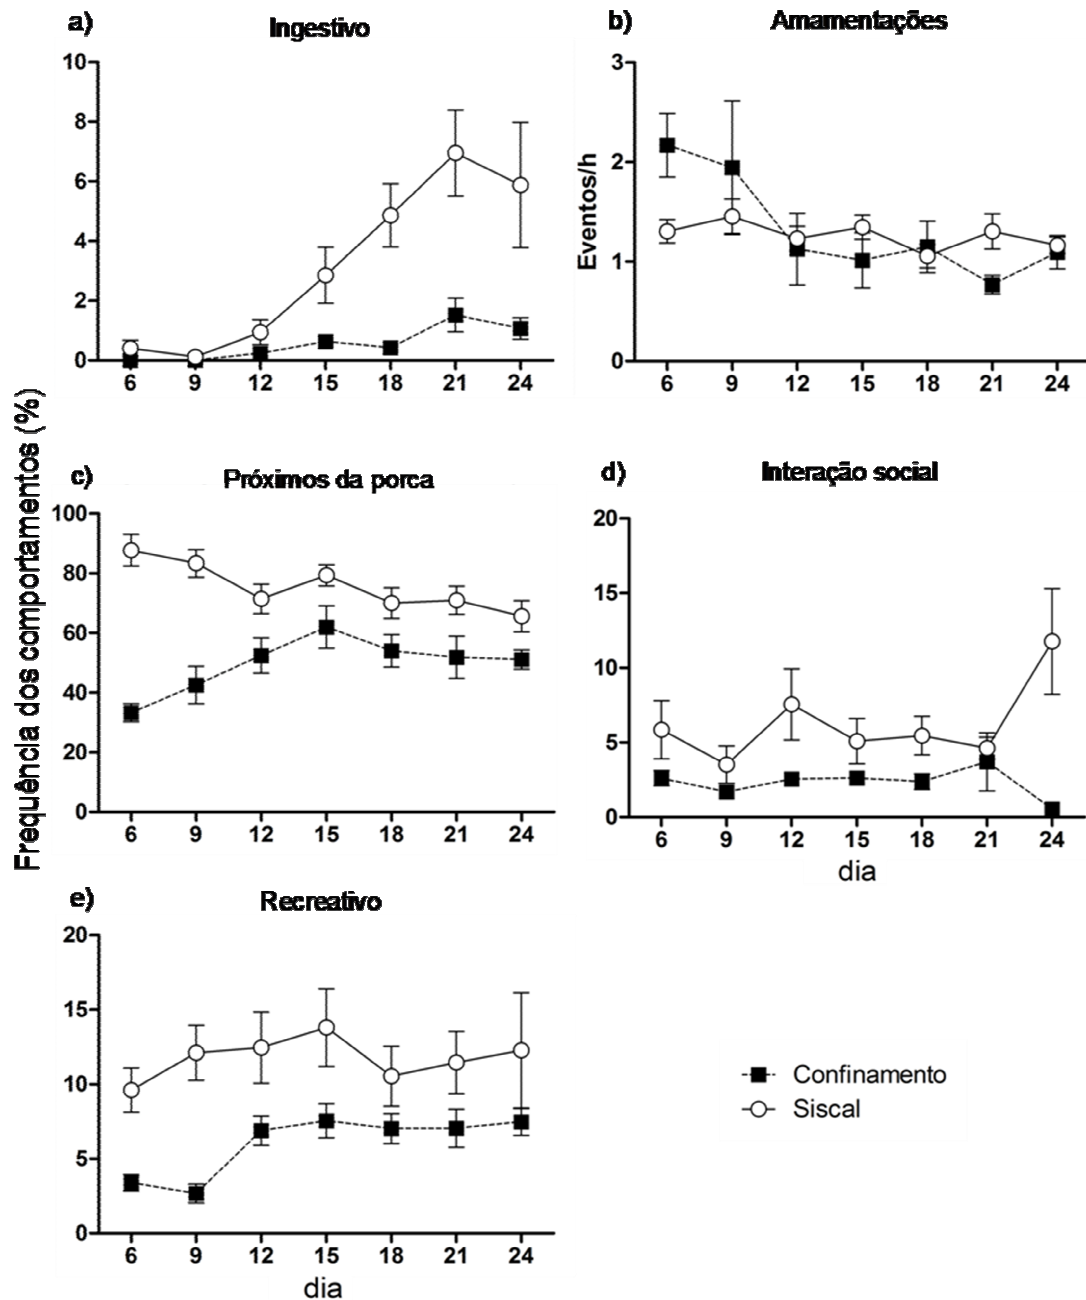 a) Ingestivo
10
8
6
4
2
0
6 9 12 15 18 21 24
b) Amamentações
Eventos/h
3
2
1
0
6 9 12 15 18 21 24
Frequência dos comportamentos (%)
c) Próximos da porca
100
80
60
40
20
0
6 9 12 15 18 21 24
d) Interação social
20
15
10
5
0
6 9 12 15 18 21 24
dia
e) Recreativo
20
15
10
5
0
6 9 12 15 18 21 24
dia
Confinamento
Siscal